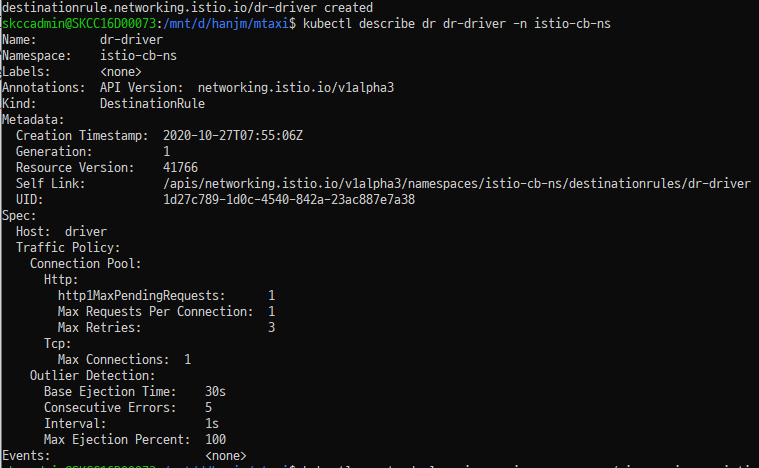 destinationrule.networking.istio.io/dr-driver created
skccadmin@SKCC16D00073:/mnt/d/hanjm/mtaxi$ kubectl describe dr dr-driver -n istio-cb-ns
Name:         dr-driver
Namespace:    istio-cb-ns
Labels:       <none>
Annotations:  API Version:  networking.istio.io/v1alpha3
Kind:         DestinationRule
Metadata:
  Creation Timestamp:  2020-10-27T07:55:06Z
  Generation:          1
  Resource Version:    41766
  Self Link:           /apis/networking.istio.io/v1alpha3/namespaces/istio-cb-ns/destinationrules/dr-driver
  UID:                 1d27c789-1d0c-4540-842a-23ac887e7a38
Spec:
  Host:  driver
  Traffic Policy:
    Connection Pool:
      Http:
        http1MaxPendingRequests:      1
        Max Requests Per Connection:  1
        Max Retries:                  3
      Tcp:
        Max Connections:  1
    Outlier Detection:
      Base Ejection Time:    30s
      Consecutive Errors:    5
      Interval:              1s
      Max Ejection Percent:  100
Events:                      <none>